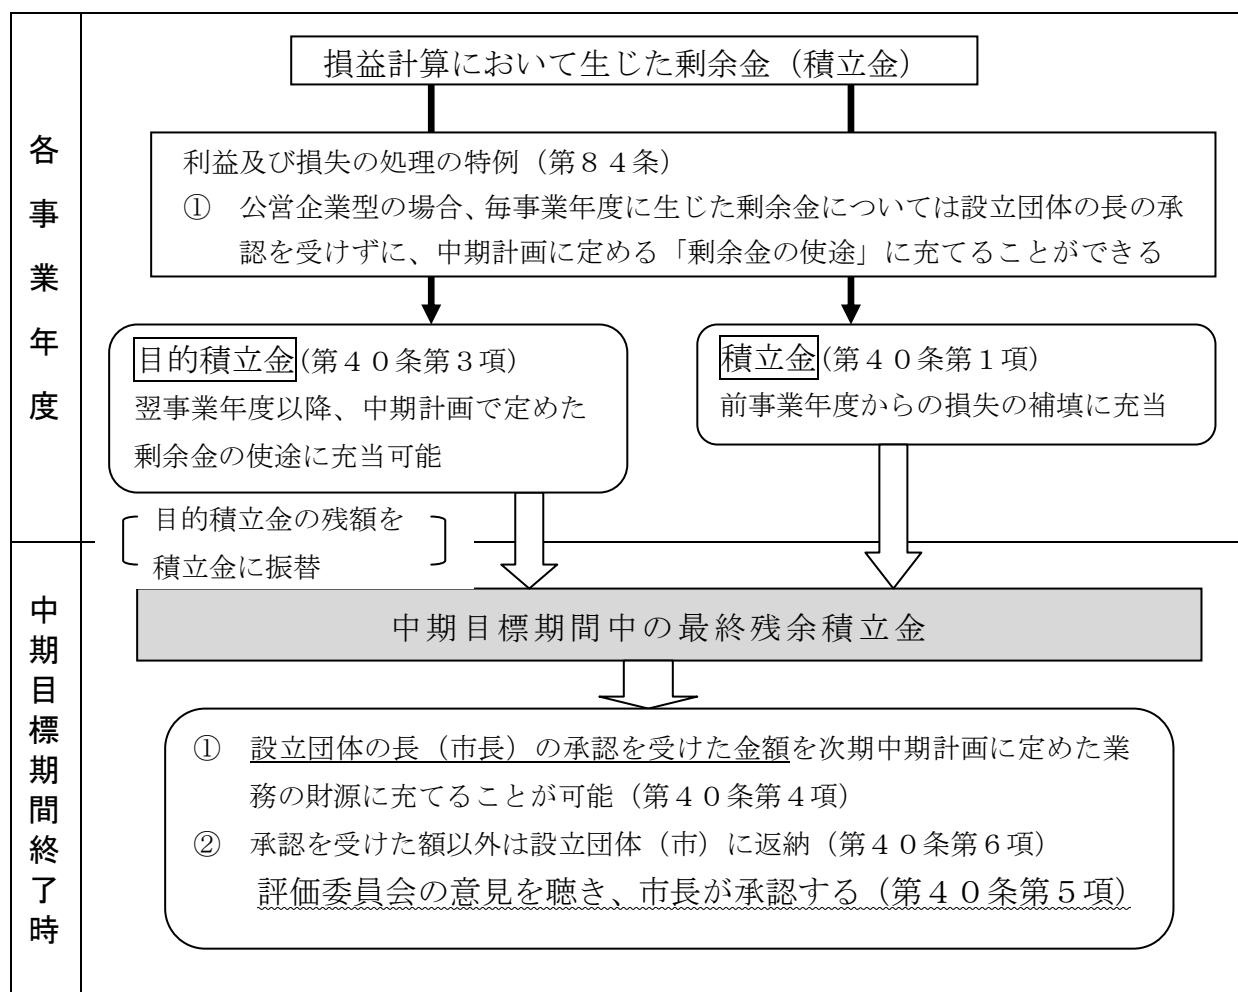 各事業年度
損益計算において生じた剰余金（積立金）
利益及び損失の処理の特例（第８４条）
① 公営企業型の場合、毎事業年度に生じた剰余金については設立団体の長の承
認を受けずに、中期計画に定める「剰余金の使途」に充てることができる
目的積立金(第４０条第３項）
翌事業年度以降、中期計画で定めた
剰余金の使途に充当可能
積立金(第４０条第１項）
前事業年度からの損失の補填に充当
目的積立金の残額を
積立金に振替
中期目標期間終了時
中期目標期間中の最終残余積立金
① 設立団体の長（市長）の承認を受けた金額を次期中期計画に定めた業
務の財源に充てることが可能（第４０条第４項）
② 承認を受けた額以外は設立団体（市）に返納（第４０条第６項）
評価委員会の意見を聴き、市長が承認する（第４０条第５項）